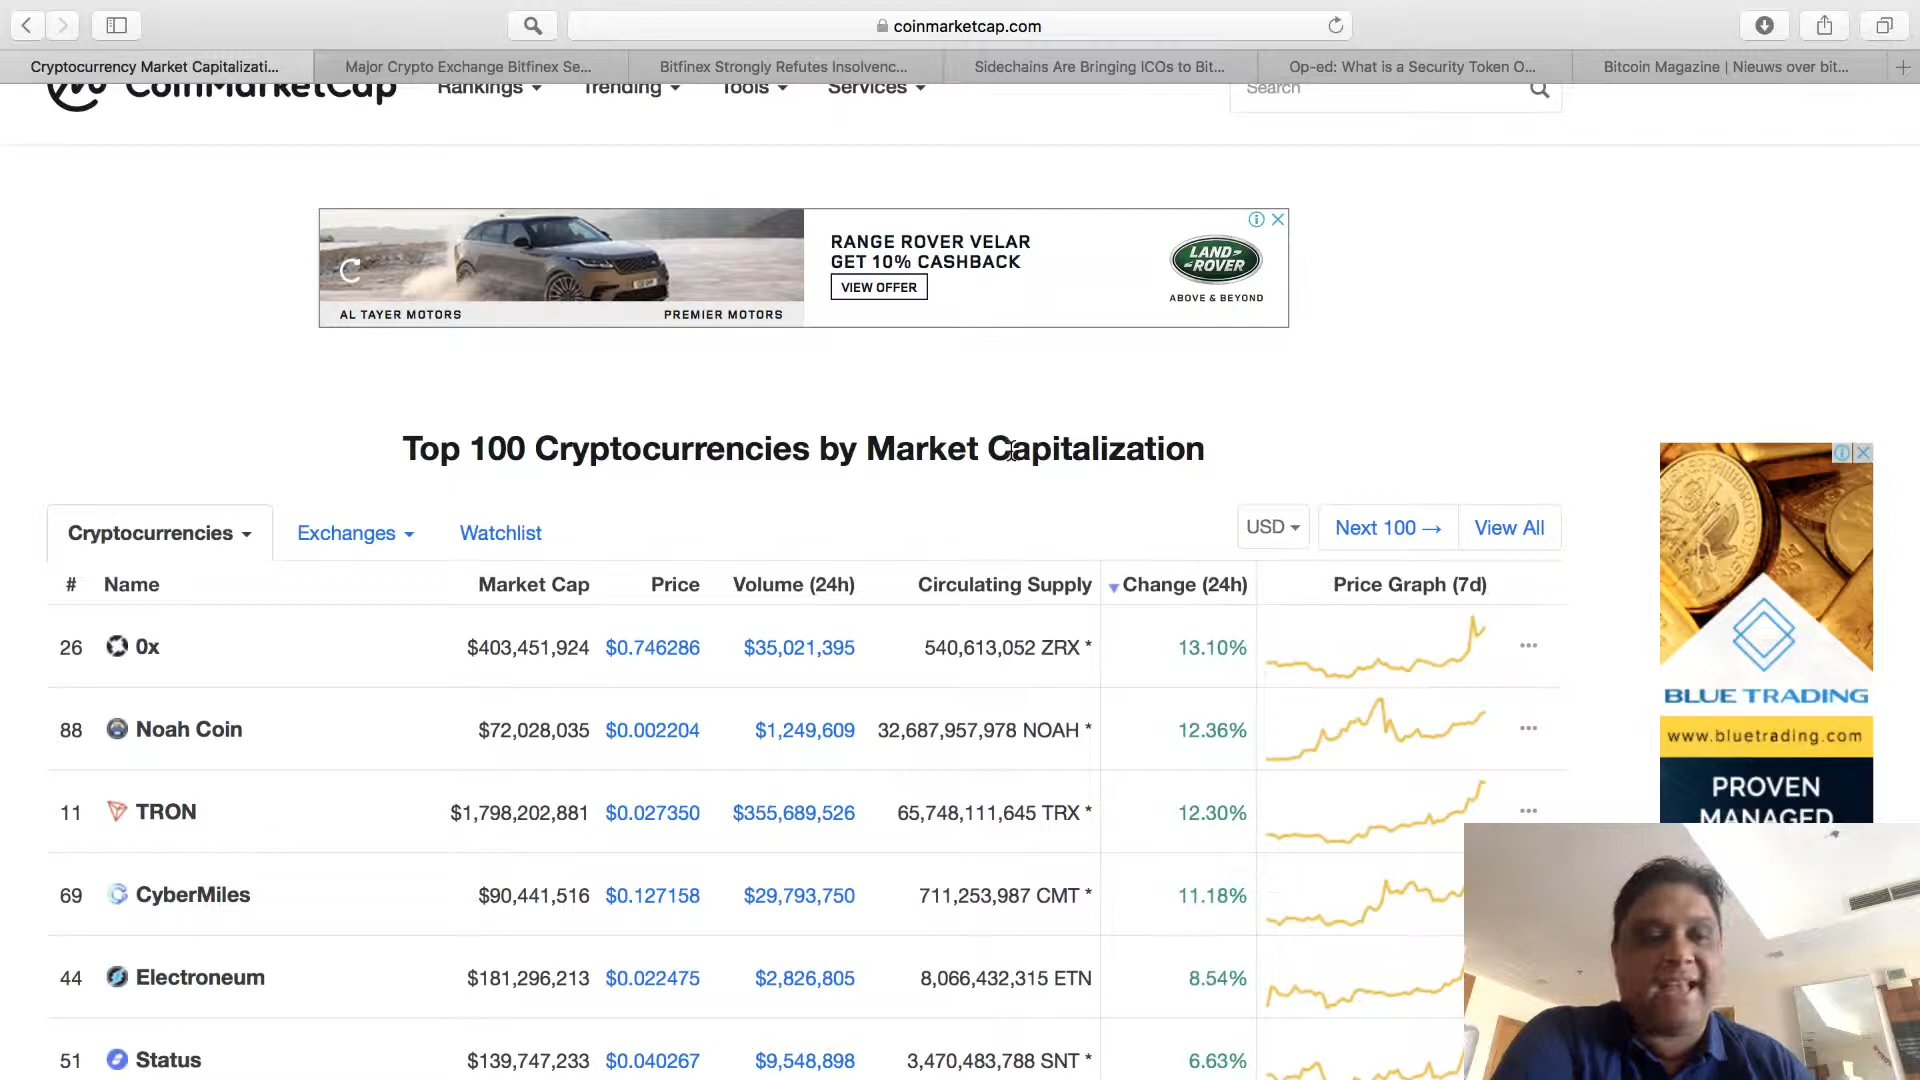 coinmarketcap.com
Cryptocurrency Market Capitalizati...
Major Crypto Exchange Bitfinex Se...
Bitfinex Strongly Refutes Insolvenc...
Sidechains Are Bringing ICOs to Bit...
Op-ed: What is a Security Token O...
Bitcoin Magazine | Nieuws over bit...
CoinMarketCap
Rankings
Trending
Tools
Services
Search
RANGE ROVER VELAR
GET 10% CASHBACK
VIEW OFFER
LAND-
-ROVER
ABOVE & BEYOND
AL TAYER MOTORS
PREMIER MOTORS
Top 100 Cryptocurrencies by Market Capitalization
Cryptocurrencies
Exchanges
Watchlist
USD
Next 100 →
View All
# Name Market Cap Price Volume (24h) Circulating Supply Change (24h) Price Graph (7d)
26 0x $403,451,924 $0.746286 $35,021,395 540,613,052 ZRX * 13.10%
88 Noah Coin $72,028,035 $0.002204 $1,249,609 32,687,957,978 NOAH * 12.36%
11 TRON $1,798,202,881 $0.027350 $355,689,526 65,748,111,645 TRX * 12.30%
69 CyberMiles $90,441,516 $0.127158 $29,793,750 711,253,987 CMT * 11.18%
44 Electroneum $181,296,213 $0.022475 $2,826,805 8,066,432,315 ETN 8.54%
51 Status $139,747,233 $0.040267 $9,548,898 3,470,483,788 SNT * 6.63%
BLUE TRADING
www.bluetrading.com
PROVEN
MANAGED